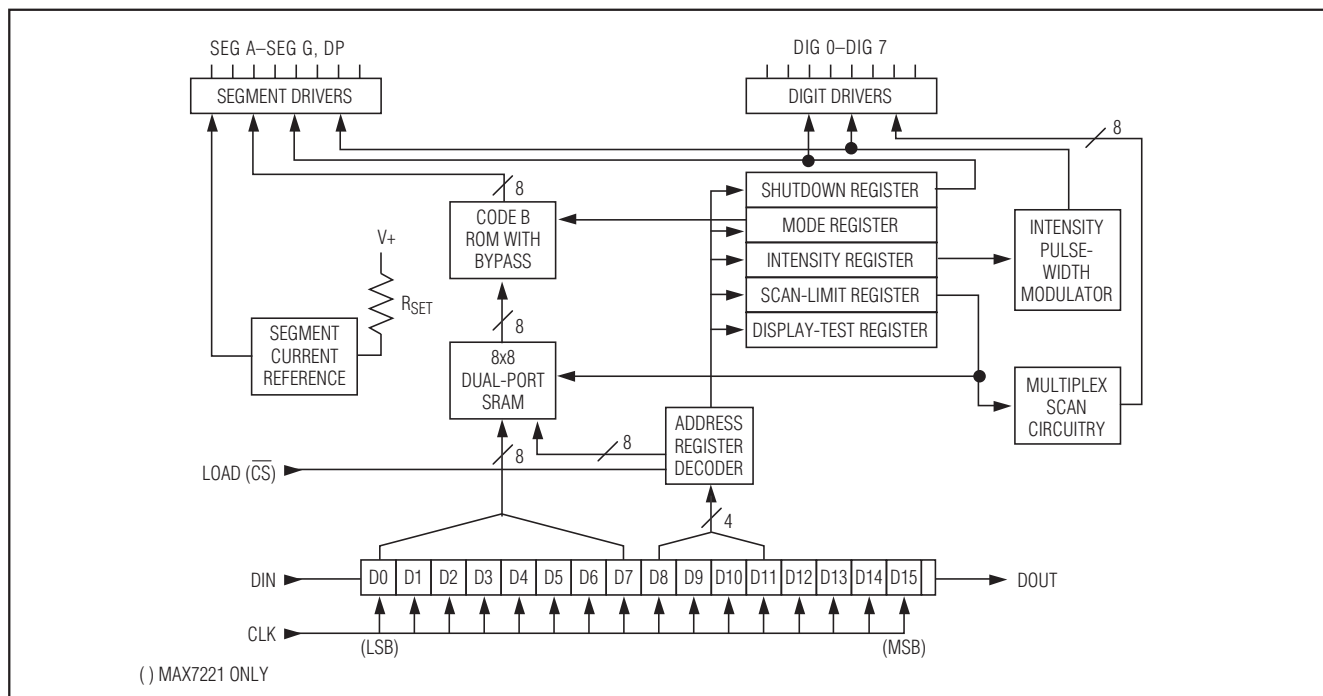 SEG A–SEG G, DP
DIG 0–DIG 7
SEGMENT DRIVERS
DIGIT DRIVERS
8
8
SHUTDOWN REGISTER
MODE REGISTER
INTENSITY REGISTER
SCAN-LIMIT REGISTER
DISPLAY-TEST REGISTER
CODE B
ROM WITH
BYPASS
INTENSITY
PULSE-
WIDTH
MODULATOR
V+
RSET
8
SEGMENT
CURRENT
REFERENCE
8x8
DUAL-PORT
SRAM
MULTIPLEX
SCAN
CIRCUITRY
ADDRESS
REGISTER
DECODER
8
8
LOAD (C̅S̅)
4
DIN
D0 D1 D2 D3 D4 D5 D6 D7 D8 D9 D10 D11 D12 D13 D14 D15
DOUT
CLK
(LSB)
(MSB)
( ) MAX7221 ONLY